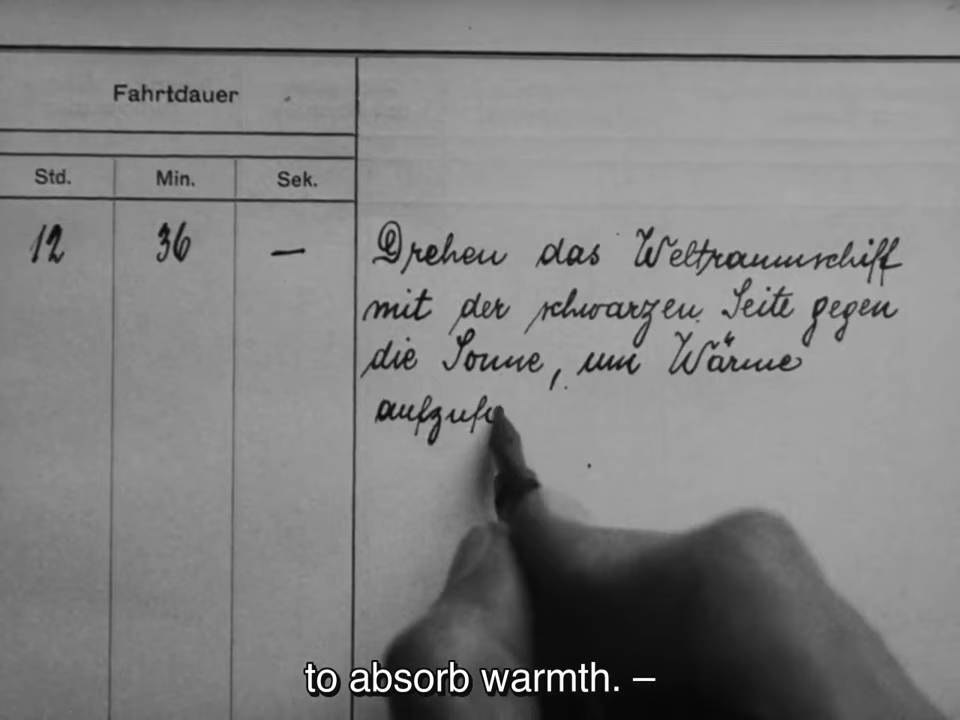 Fahrtdauer
Std. Min. Sek.
12 36 — Drehen das Weltraumschiff
mit der schwarzen Seite gegen
die Sonne, um Wärme
aufzufu
to absorb warmth. –